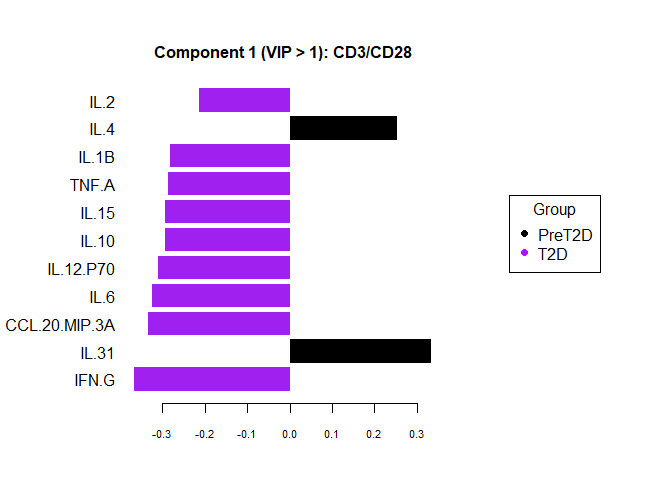 Component 1 (VIP > 1): CD3/CD28
IL.2
IL.4
IL.1B
TNF.A
IL.15
IL.10
IL.12.P70
IL.6
CCL.20.MIP.3A
IL.31
IFN.G
-0.3 -0.2 -0.1 0.0 0.1 0.2 0.3
Group
PreT2D
T2D